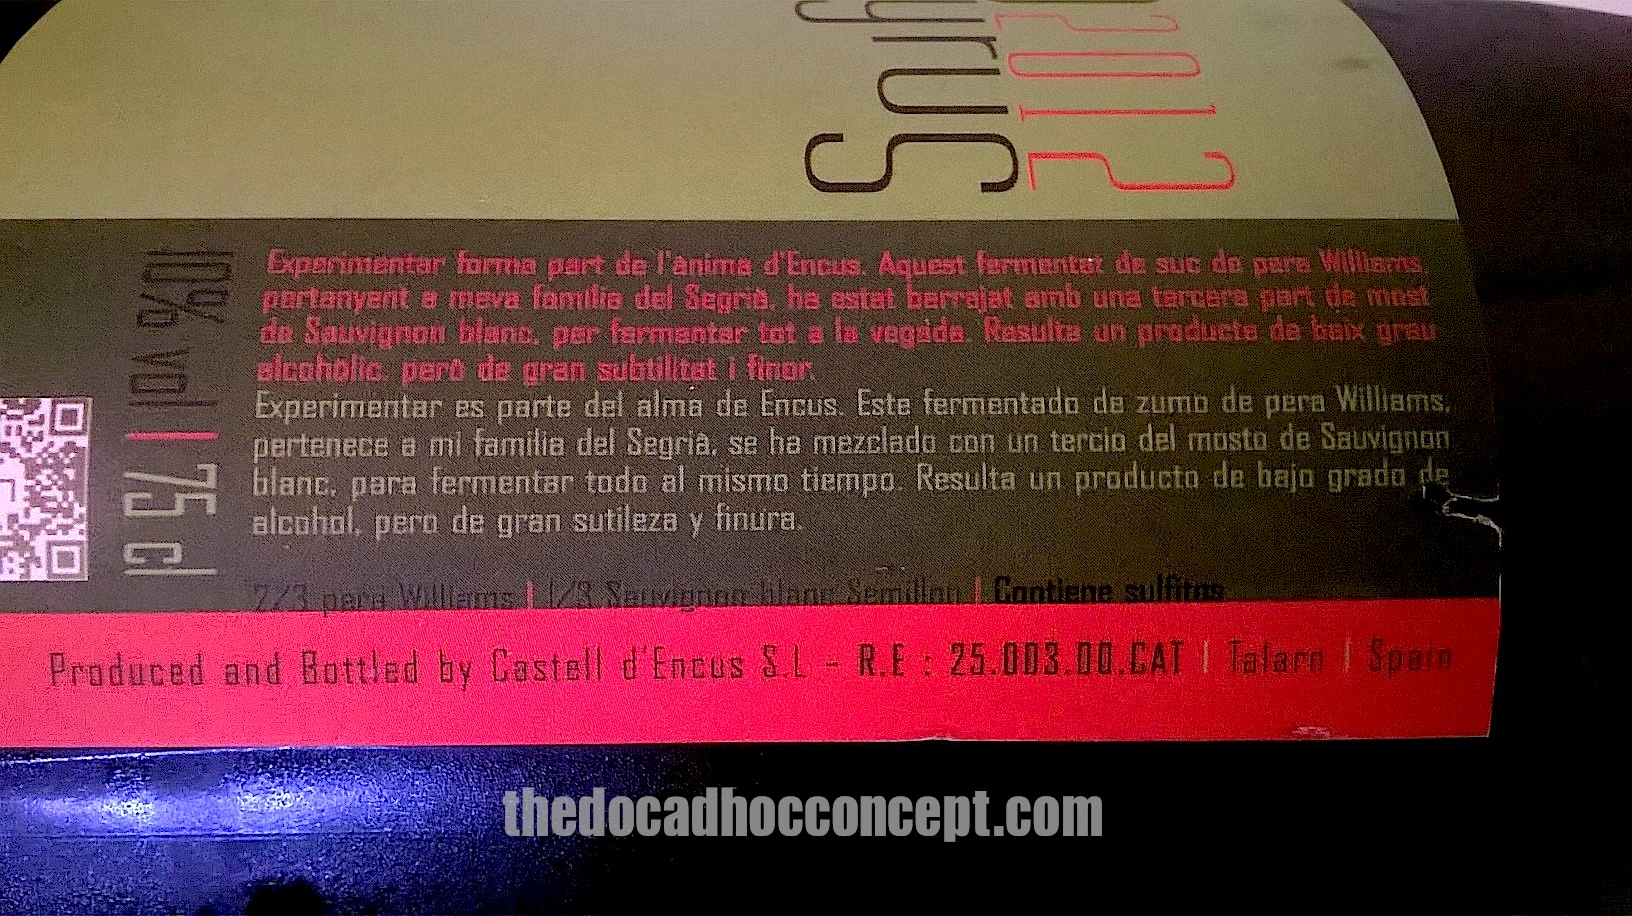 yrus
2012
10% vol | 75 cl
Experimentar forma part de l'ànima d'Encus. Aquest fermentat de suc de pera Williams,
pertanyent a meva família del Segrià, ha estat barrejat amb una tercera part de most
de Sauvignon blanc, per fermentar tot a la vegada. Resulta un producte de baix grau
alcohòlic, però de gran subtilitat i finor.
Experimentar es parte del alma de Encus. Este fermentado de zumo de pera Williams,
pertenece a mi familia del Segrià, se ha mezclado con un tercio del mosto de Sauvignon
blanc, para fermentar todo al mismo tiempo. Resulta un producto de bajo grado de
alcohol, pero de gran sutileza y finura.
2/3 pera Williams | 1/3 Sauvignon blanc Semillon | Contiene sulfitos
Produced and Bottled by Castell d'Encus S.L - R.E : 25.003.00.CAT | Talarn | Spain
thedocadhocconcept.com